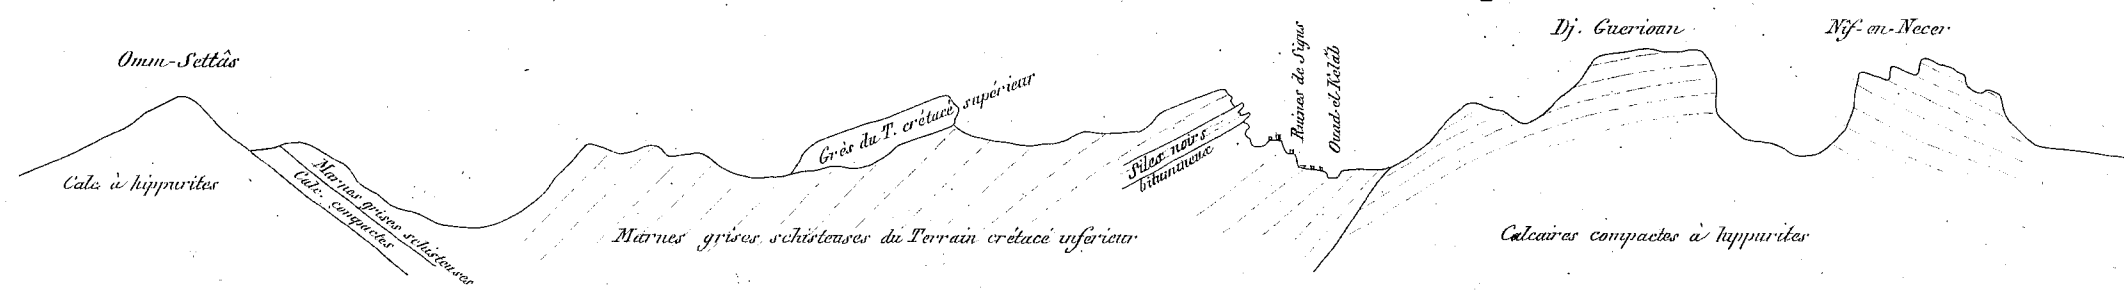 Omm-Settâs
Calc. à hippurites
Marnes grises schisteuses
Calc. compactes
Grès du T. crétacé supérieur
Marnes grises schisteuses du Terrain crétacé inférieur
Silex noirs
bitumineux
Ruines de Sigus
Oued-el-Kelâb
Dj. Guerioun
Nif-en-Necer
Calcaires compactes à hippurites